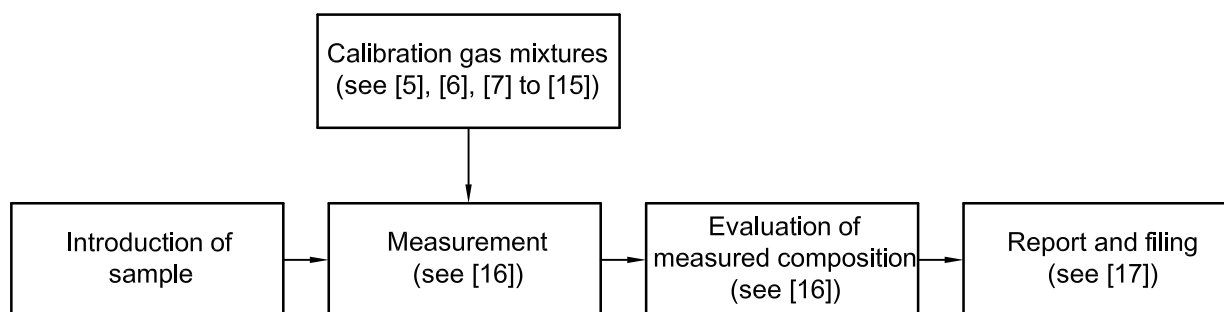 Calibration gas mixtures
(see [5], [6], [7] to [15])
Introduction of
sample
Measurement
(see [16])
Evaluation of
measured composition
(see [16])
Report and filing
(see [17])